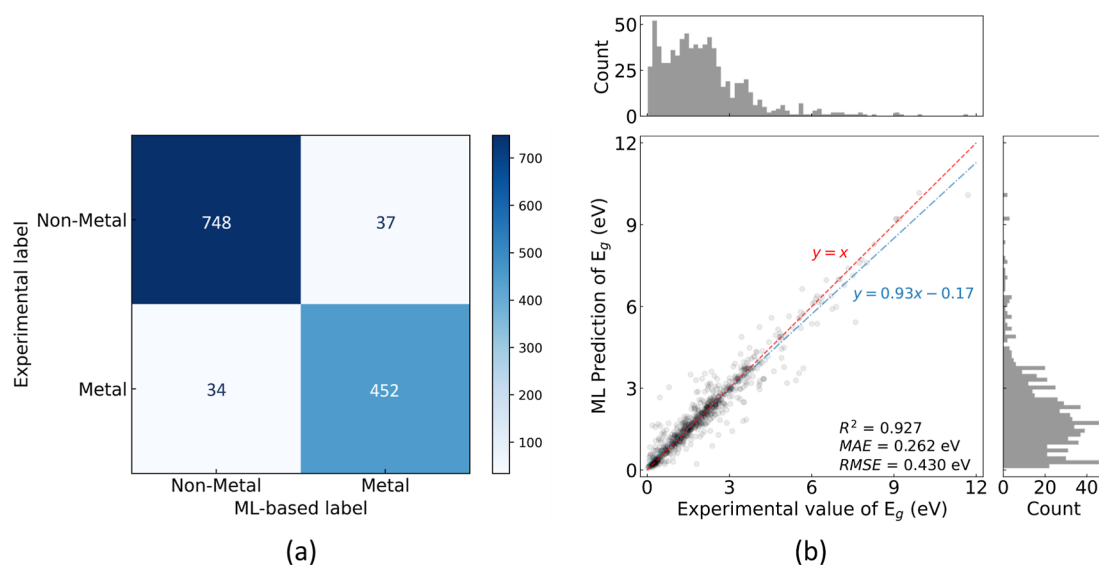 Experimental label
Non-Metal
Metal
748
37
34
452
Non-Metal
Metal
ML-based label
700
600
500
400
300
200
100
(a)
50
25
0
Count
12
9
6
3
0
ML Prediction of Eg (eV)
y = x
y = 0.93x − 0.17
R² = 0.927
MAE = 0.262 eV
RMSE = 0.430 eV
0 3 6 9 12
Experimental value of Eg (eV)
0 20 40
Count
(b)